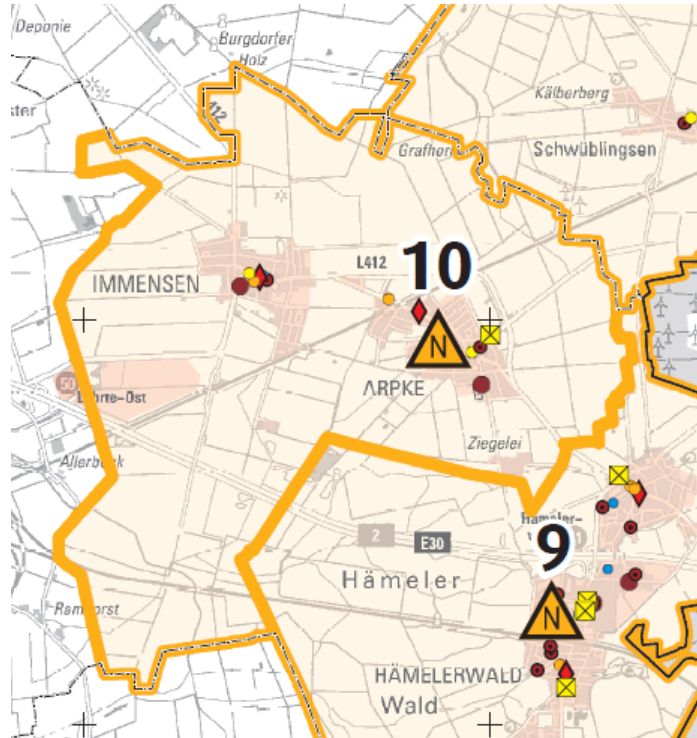 Deponie
Burgdorfer
Holz
Kälberberg
412
Grafhorn
Schwüblingsen
L412
10
IMMENSEN
N
50
Lehrte-Ost
ARPKE
Ziegelei
Allerbeck
Hämeler-
2
E30
9
Hämeler
N
Ramhorst
HÄMELERWALD
Wald